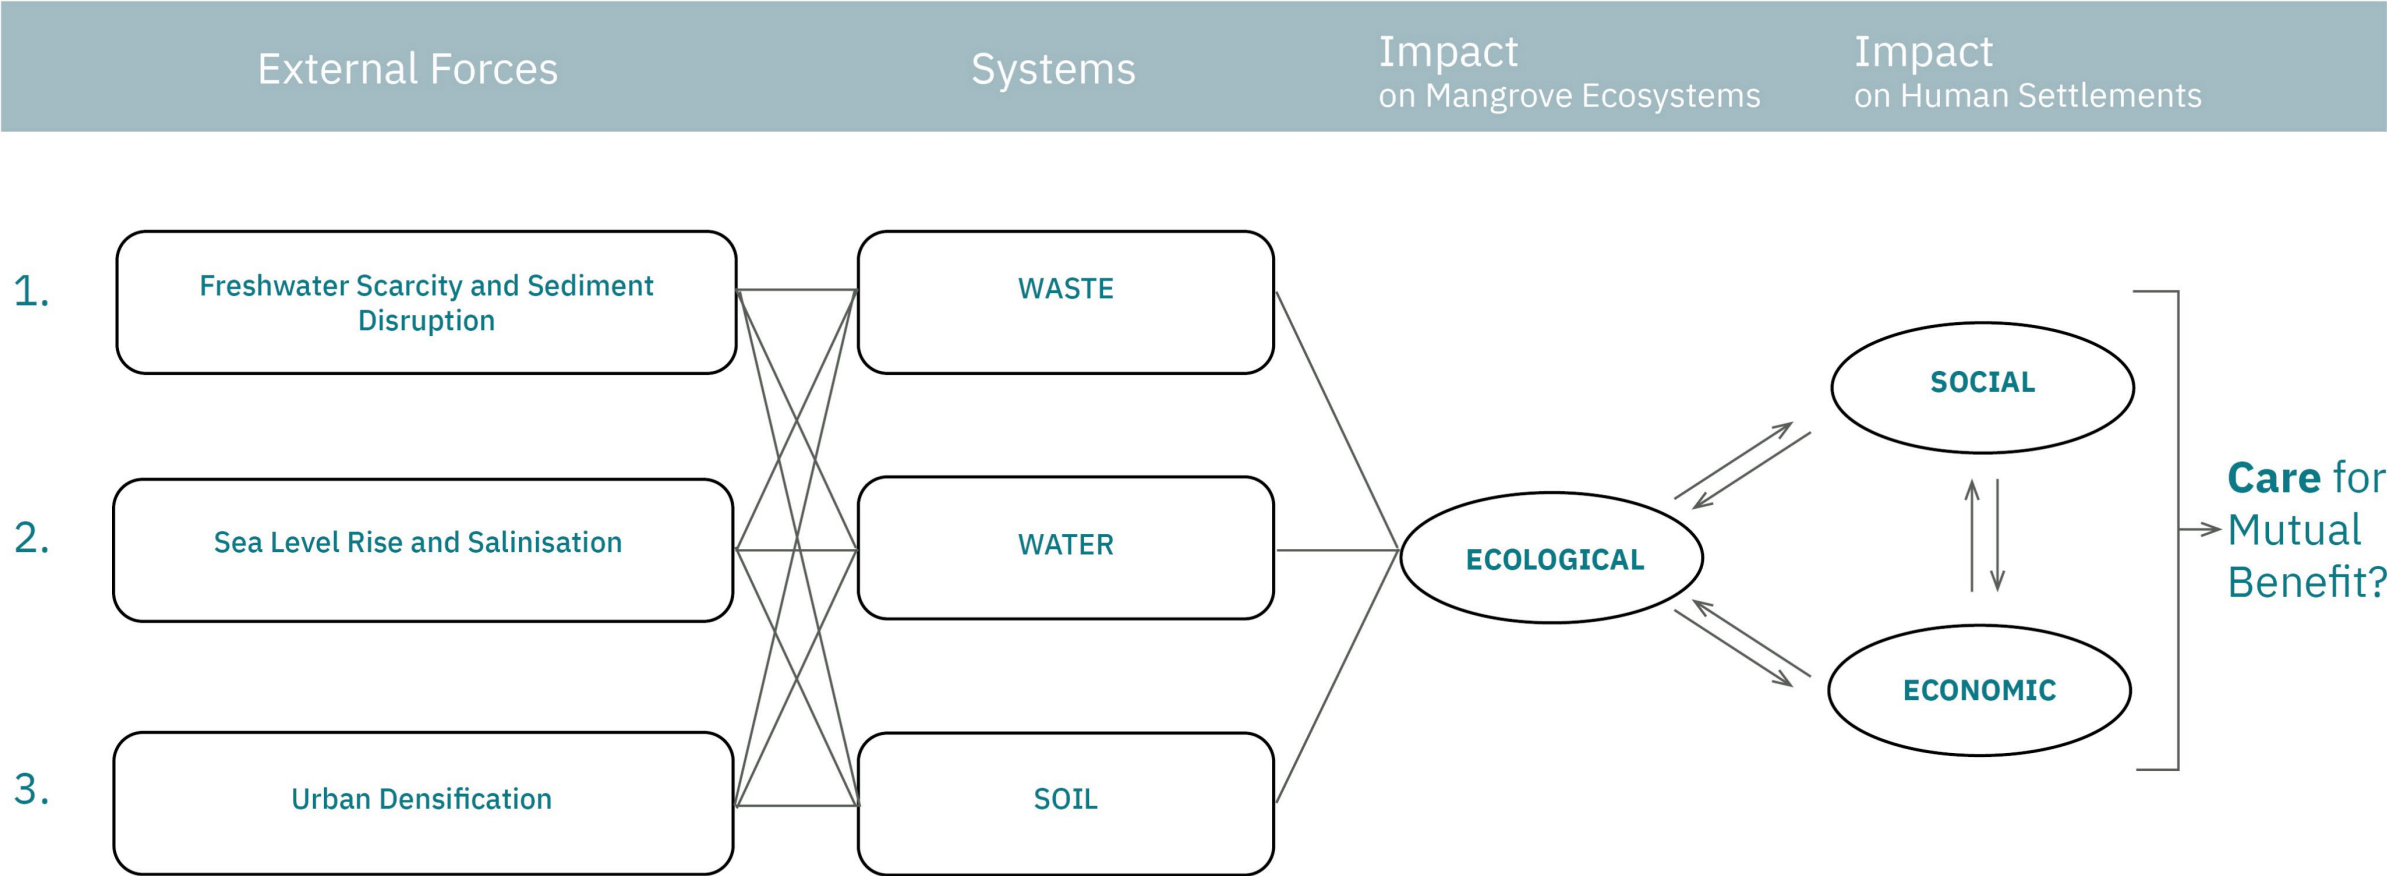 External Forces
Systems
Impact
on Mangrove Ecosystems
Impact
on Human Settlements
1.
Freshwater Scarcity and Sediment
Disruption
WASTE
SOCIAL
2.
Sea Level Rise and Salinisation
WATER
ECOLOGICAL
Care for
Mutual
Benefit?
ECONOMIC
3.
Urban Densification
SOIL